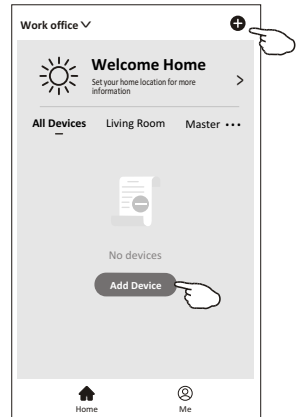 Work office
Welcome Home
Set your home location for more
information
All Devices Living Room Master
No devices
Add Device
Home Me